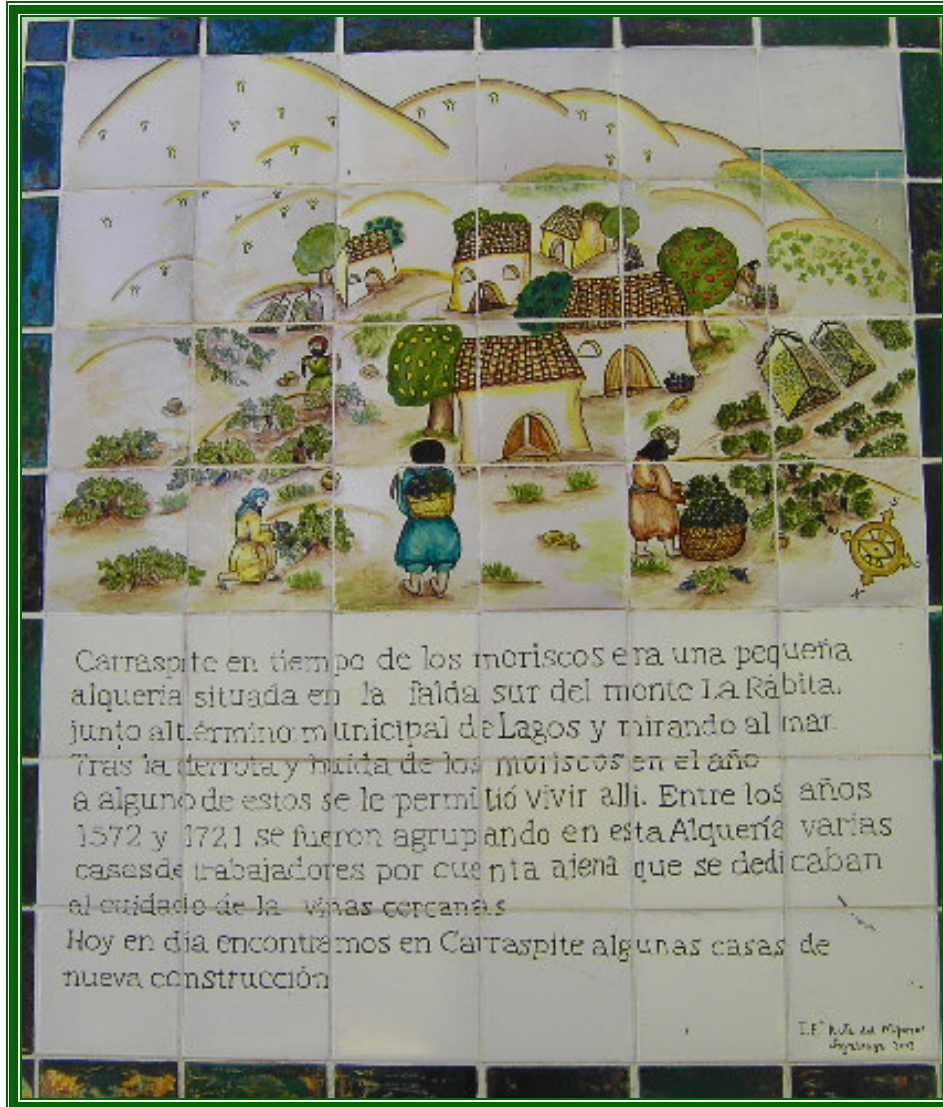 Carraspite en tiempo de los moriscos era una pequeña
alquería situada en la falda sur del monte La Rábita,
junto al término municipal de Lagos y mirando al mar.
Tras la derrota y huida de los moriscos en el año
a alguno de estos se le permitió vivir alli. Entre los años
1572 y 1721 se fueron agrupando en esta Alquería varias
casas de trabajadores por cuenta ajena que se dedicaban
al cuidado de la viñas cercanas
Hoy en día encontramos en Carraspite algunas casas de
nueva construcción